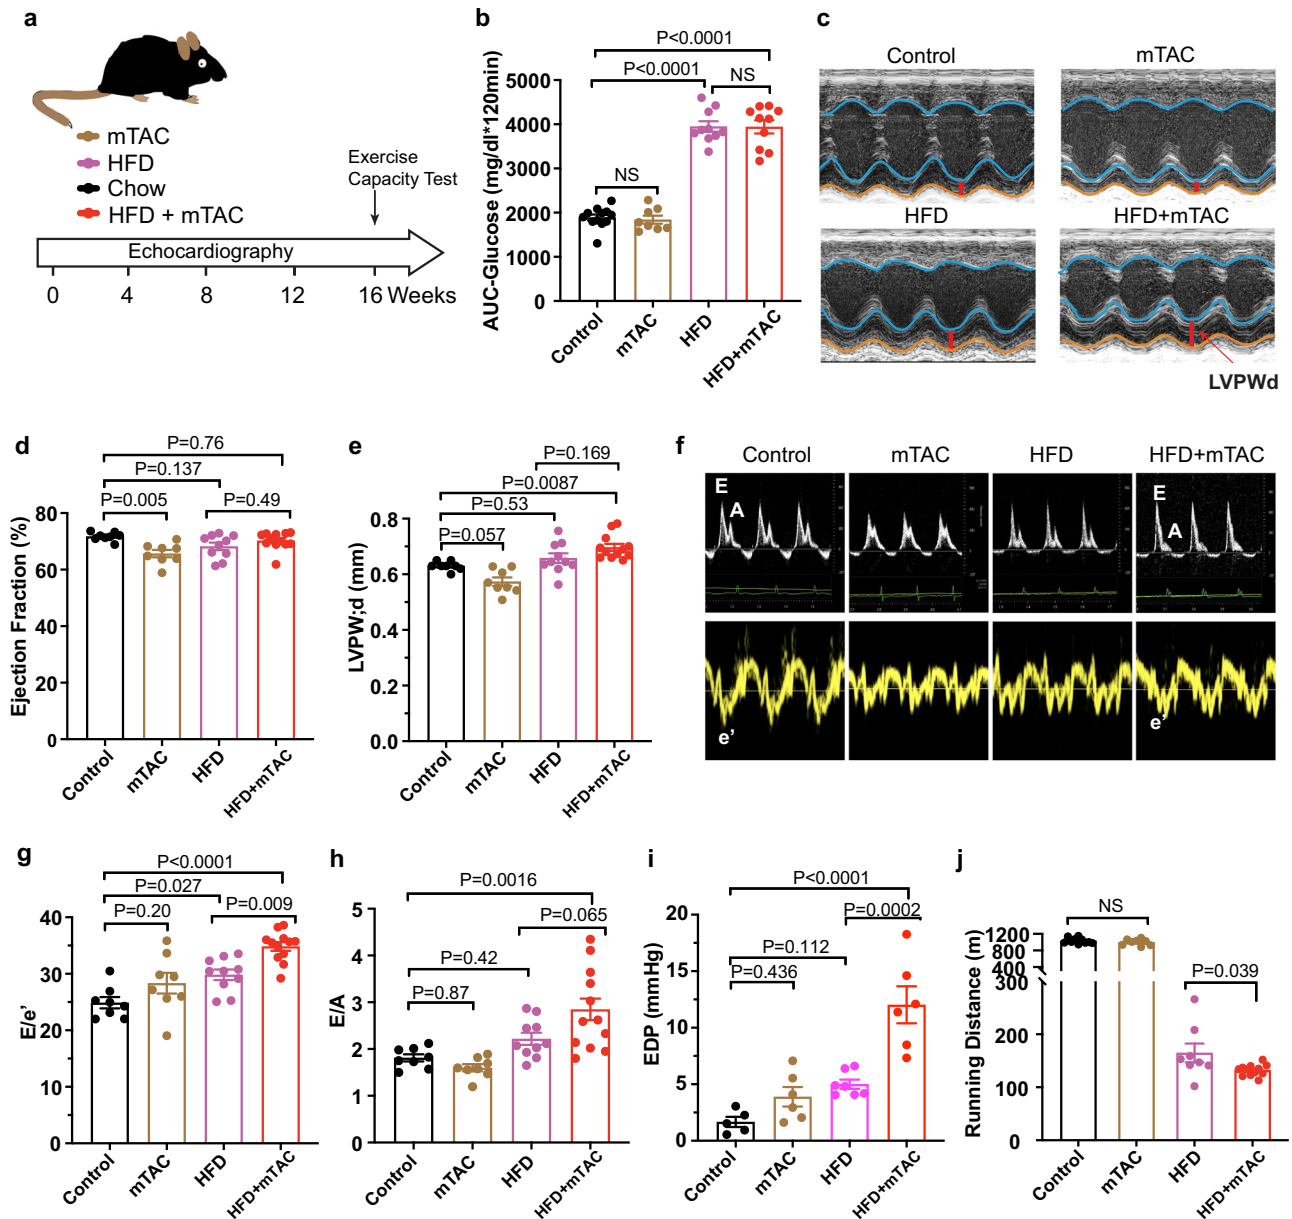 a
mTAC
HFD
Chow
HFD + mTAC
Exercise
Capacity Test
Echocardiography
0 4 8 12 16 Weeks
b
P<0.0001
P<0.0001
NS
NS
AUC-Glucose (mg/dl*120min)
5000
4000
3000
2000
1000
0
Control
mTAC
HFD
HFD+mTAC
c
Control
mTAC
HFD
HFD+mTAC
LVPWd
d
P=0.76
P=0.137
P=0.005
P=0.49
Ejection Fraction (%)
80
60
40
20
0
Control
mTAC
HFD
HFD+mTAC
e
P=0.169
P=0.0087
P=0.53
P=0.057
LVPW,d (mm)
0.8
0.6
0.4
0.2
0.0
Control
mTAC
HFD
HFD+mTAC
f
Control
mTAC
HFD
HFD+mTAC
E
A
E
A
e'
e'
g
P<0.0001
P=0.027
P=0.20
P=0.009
E/e'
40
30
20
10
0
Control
mTAC
HFD
HFD+mTAC
h
P=0.0016
P=0.065
P=0.42
P=0.87
E/A
5
4
3
2
1
0
Control
mTAC
HFD
HFD+mTAC
i
P<0.0001
P=0.0002
P=0.112
P=0.436
EDP (mmHg)
20
15
10
5
0
Control
mTAC
HFD
HFD+mTAC
j
NS
P=0.039
Running Distance (m)
1200
800
400
300
200
100
0
Control
mTAC
HFD
HFD+mTAC